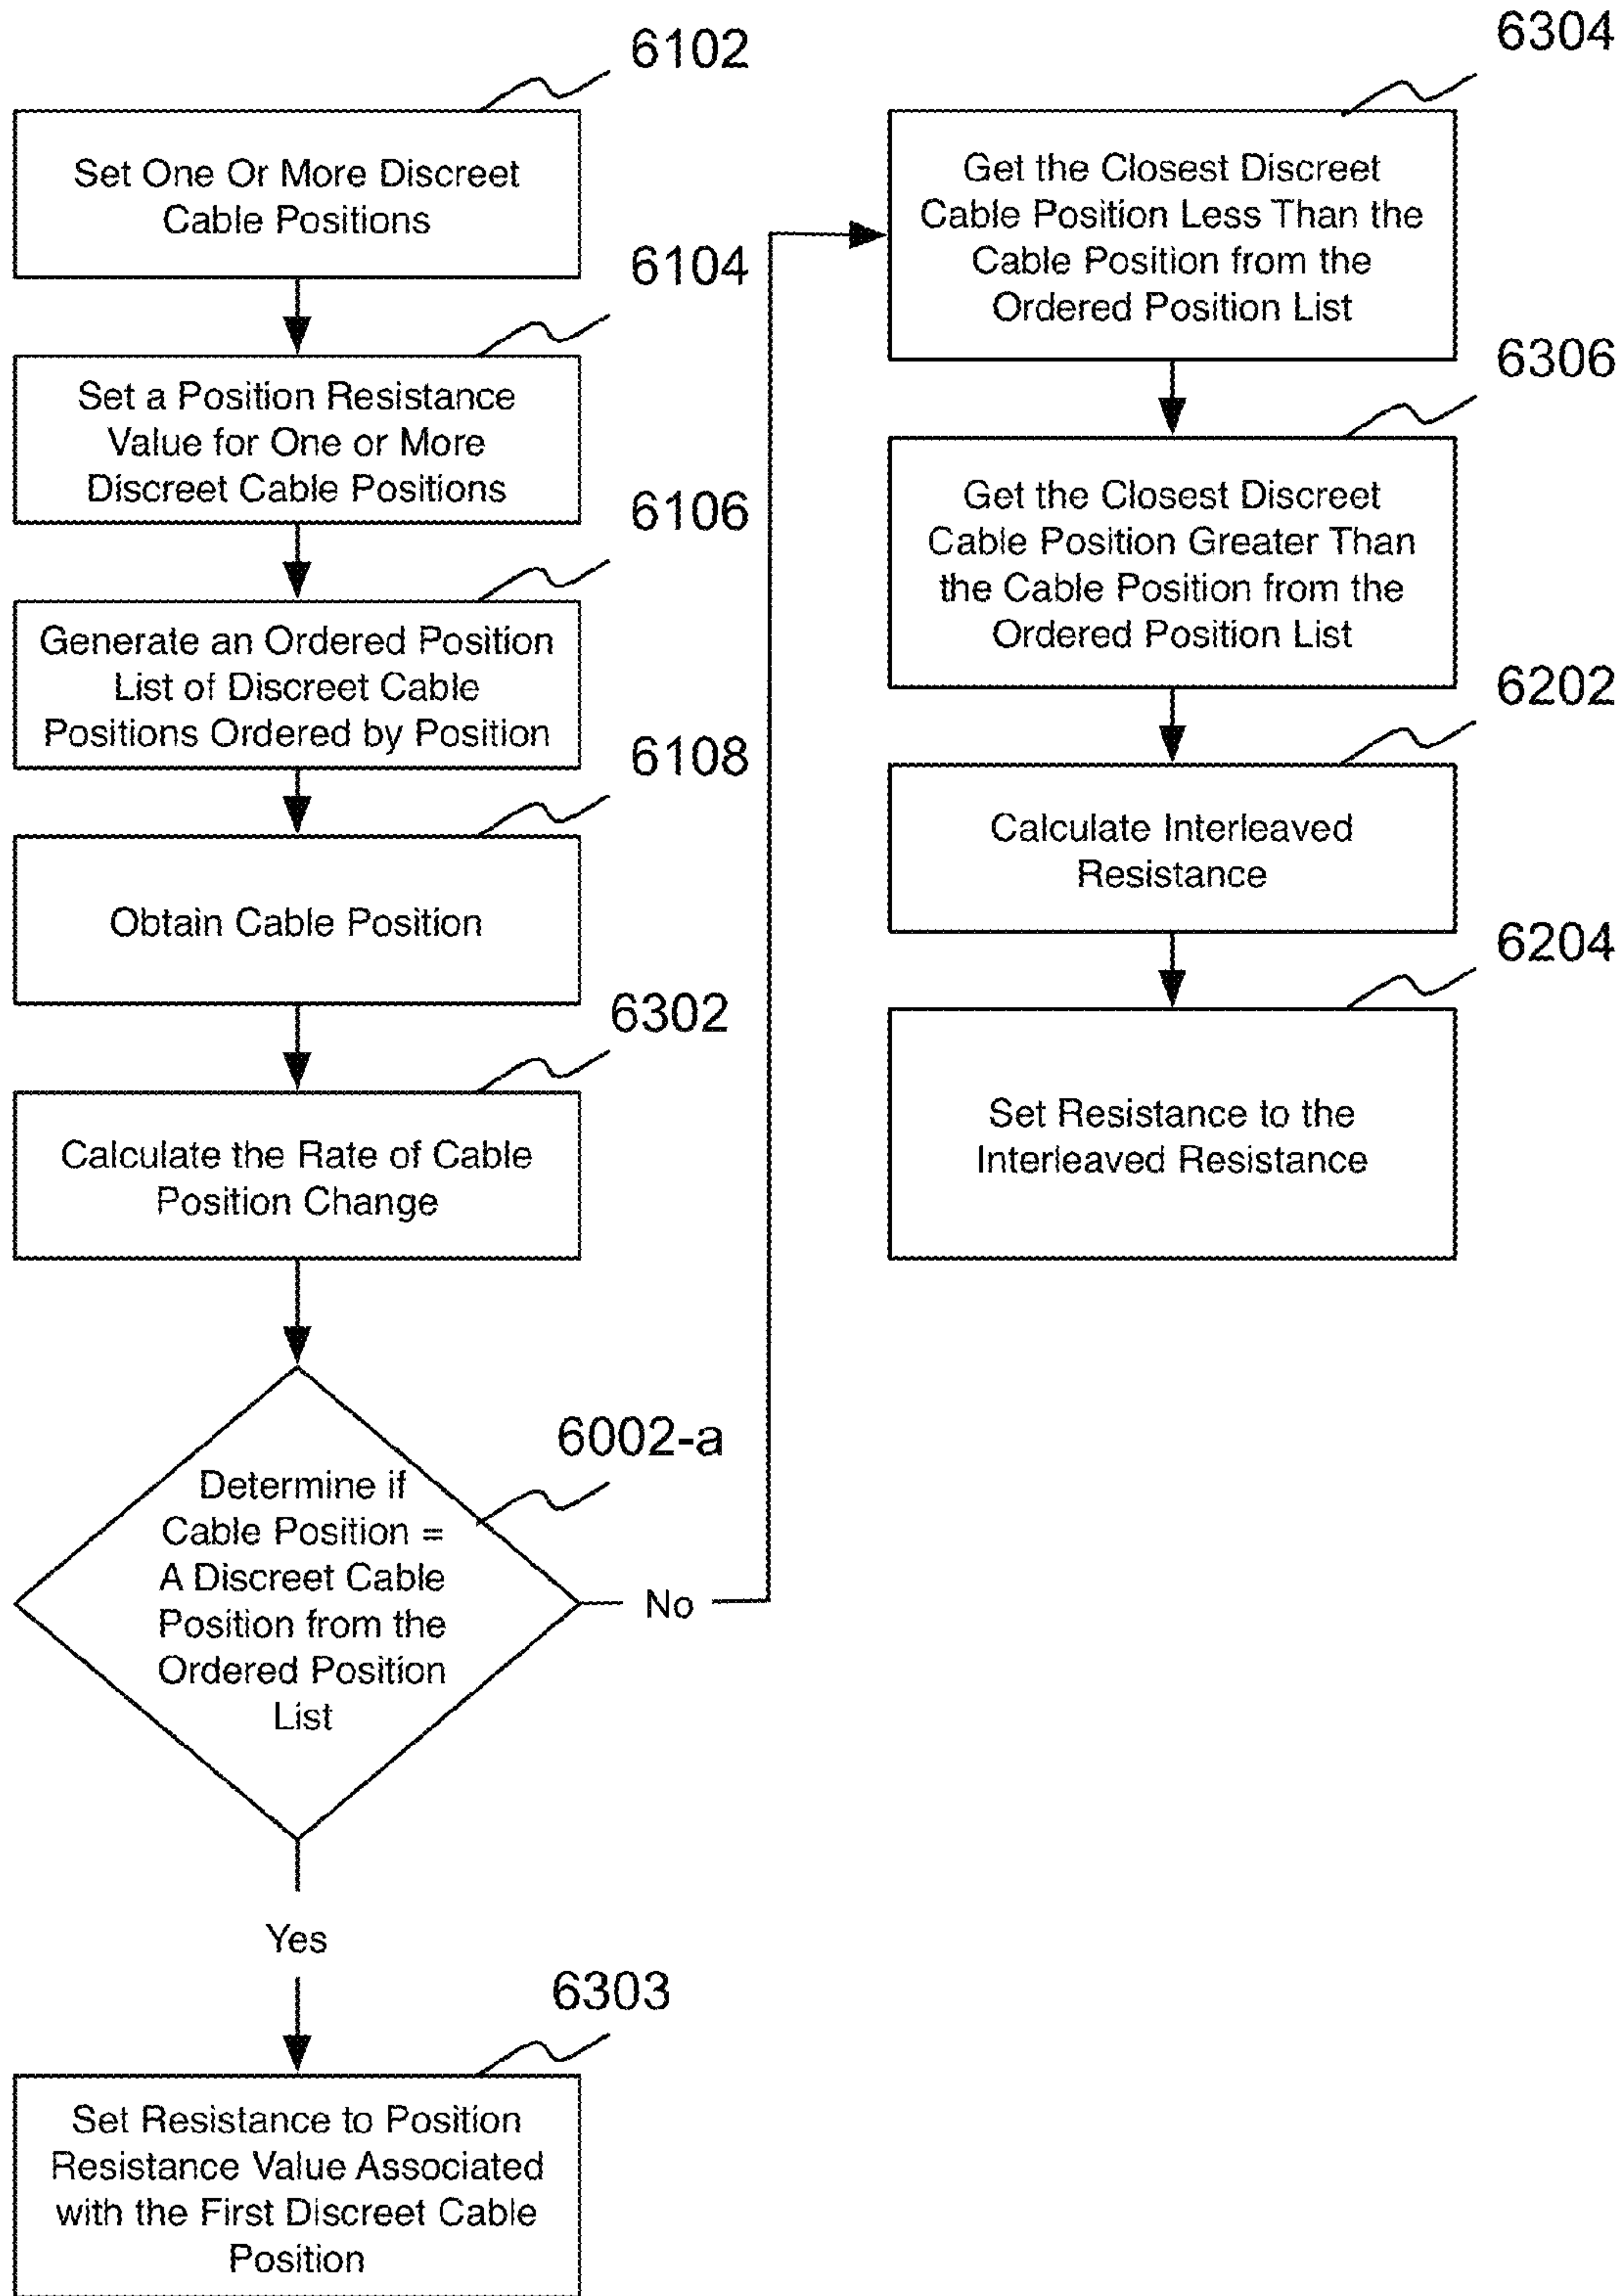 6102
Set One Or More Discreet
Cable Positions
6104
Set a Position Resistance
Value for One or More
Discreet Cable Positions
6106
Generate an Ordered Position
List of Discreet Cable
Positions Ordered by Position
6108
Obtain Cable Position
6302
Calculate the Rate of Cable
Position Change
6002-a
Determine if
Cable Position =
A Discreet Cable
Position from the
Ordered Position
List
No
Yes
6303
Set Resistance to Position
Resistance Value Associated
with the First Discreet Cable
Position
6304
Get the Closest Discreet
Cable Position Less Than the
Cable Position from the
Ordered Position List
6306
Get the Closest Discreet
Cable Position Greater Than
the Cable Position from the
Ordered Position List
6202
Calculate Interleaved
Resistance
6204
Set Resistance to the
Interleaved Resistance